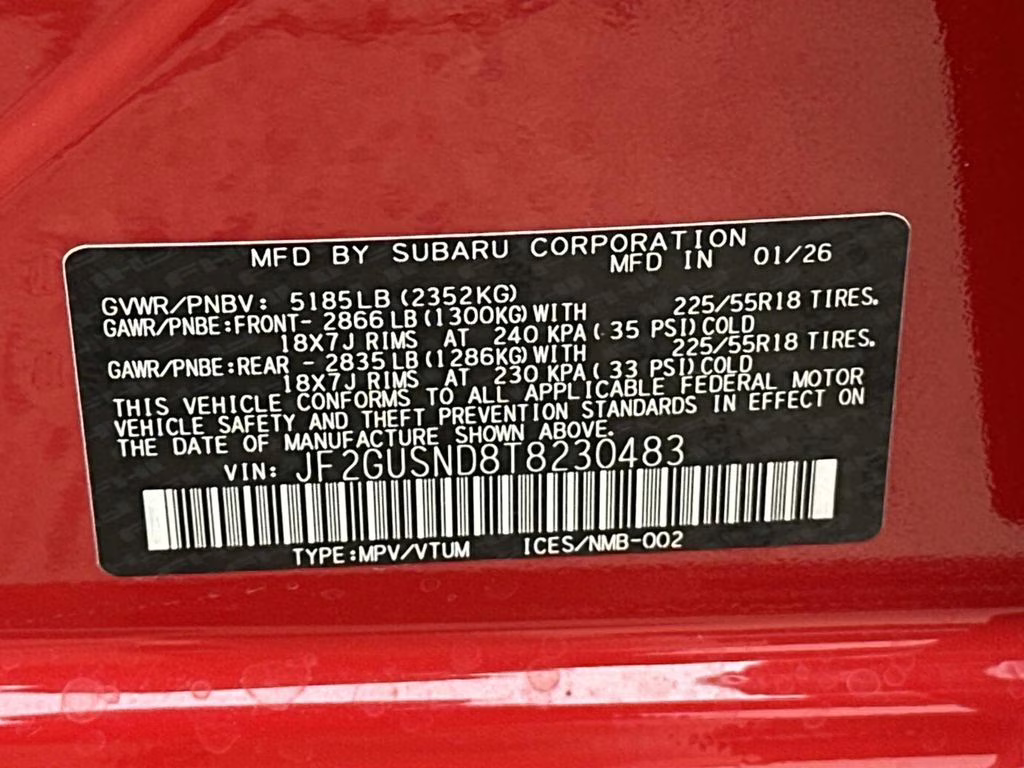 MFD BY SUBARU CORPORATION
MFD IN 01/26
GVWR/PNBV: 5185LB (2352KG)
GAWR/PNBE:FRONT- 2866 LB (1300KG) WITH 225/55R18 TIRES.
18X7J RIMS AT 240 KPA ( 35 PSI) COLD
GAWR/PNBE:REAR - 2835 LB (1286KG) WITH 225/55R18 TIRES.
18X7J RIMS AT 230 KPA ( 33 PSI) COLD
THIS VEHICLE CONFORMS TO ALL APPLICABLE FEDERAL MOTOR
VEHICLE SAFETY AND THEFT PREVENTION STANDARDS IN EFFECT ON
THE DATE OF MANUFACTURE SHOWN ABOVE.
VIN: JF2GUSND8T8230483
TYPE:MPV/VTUM ICES/NMB-002